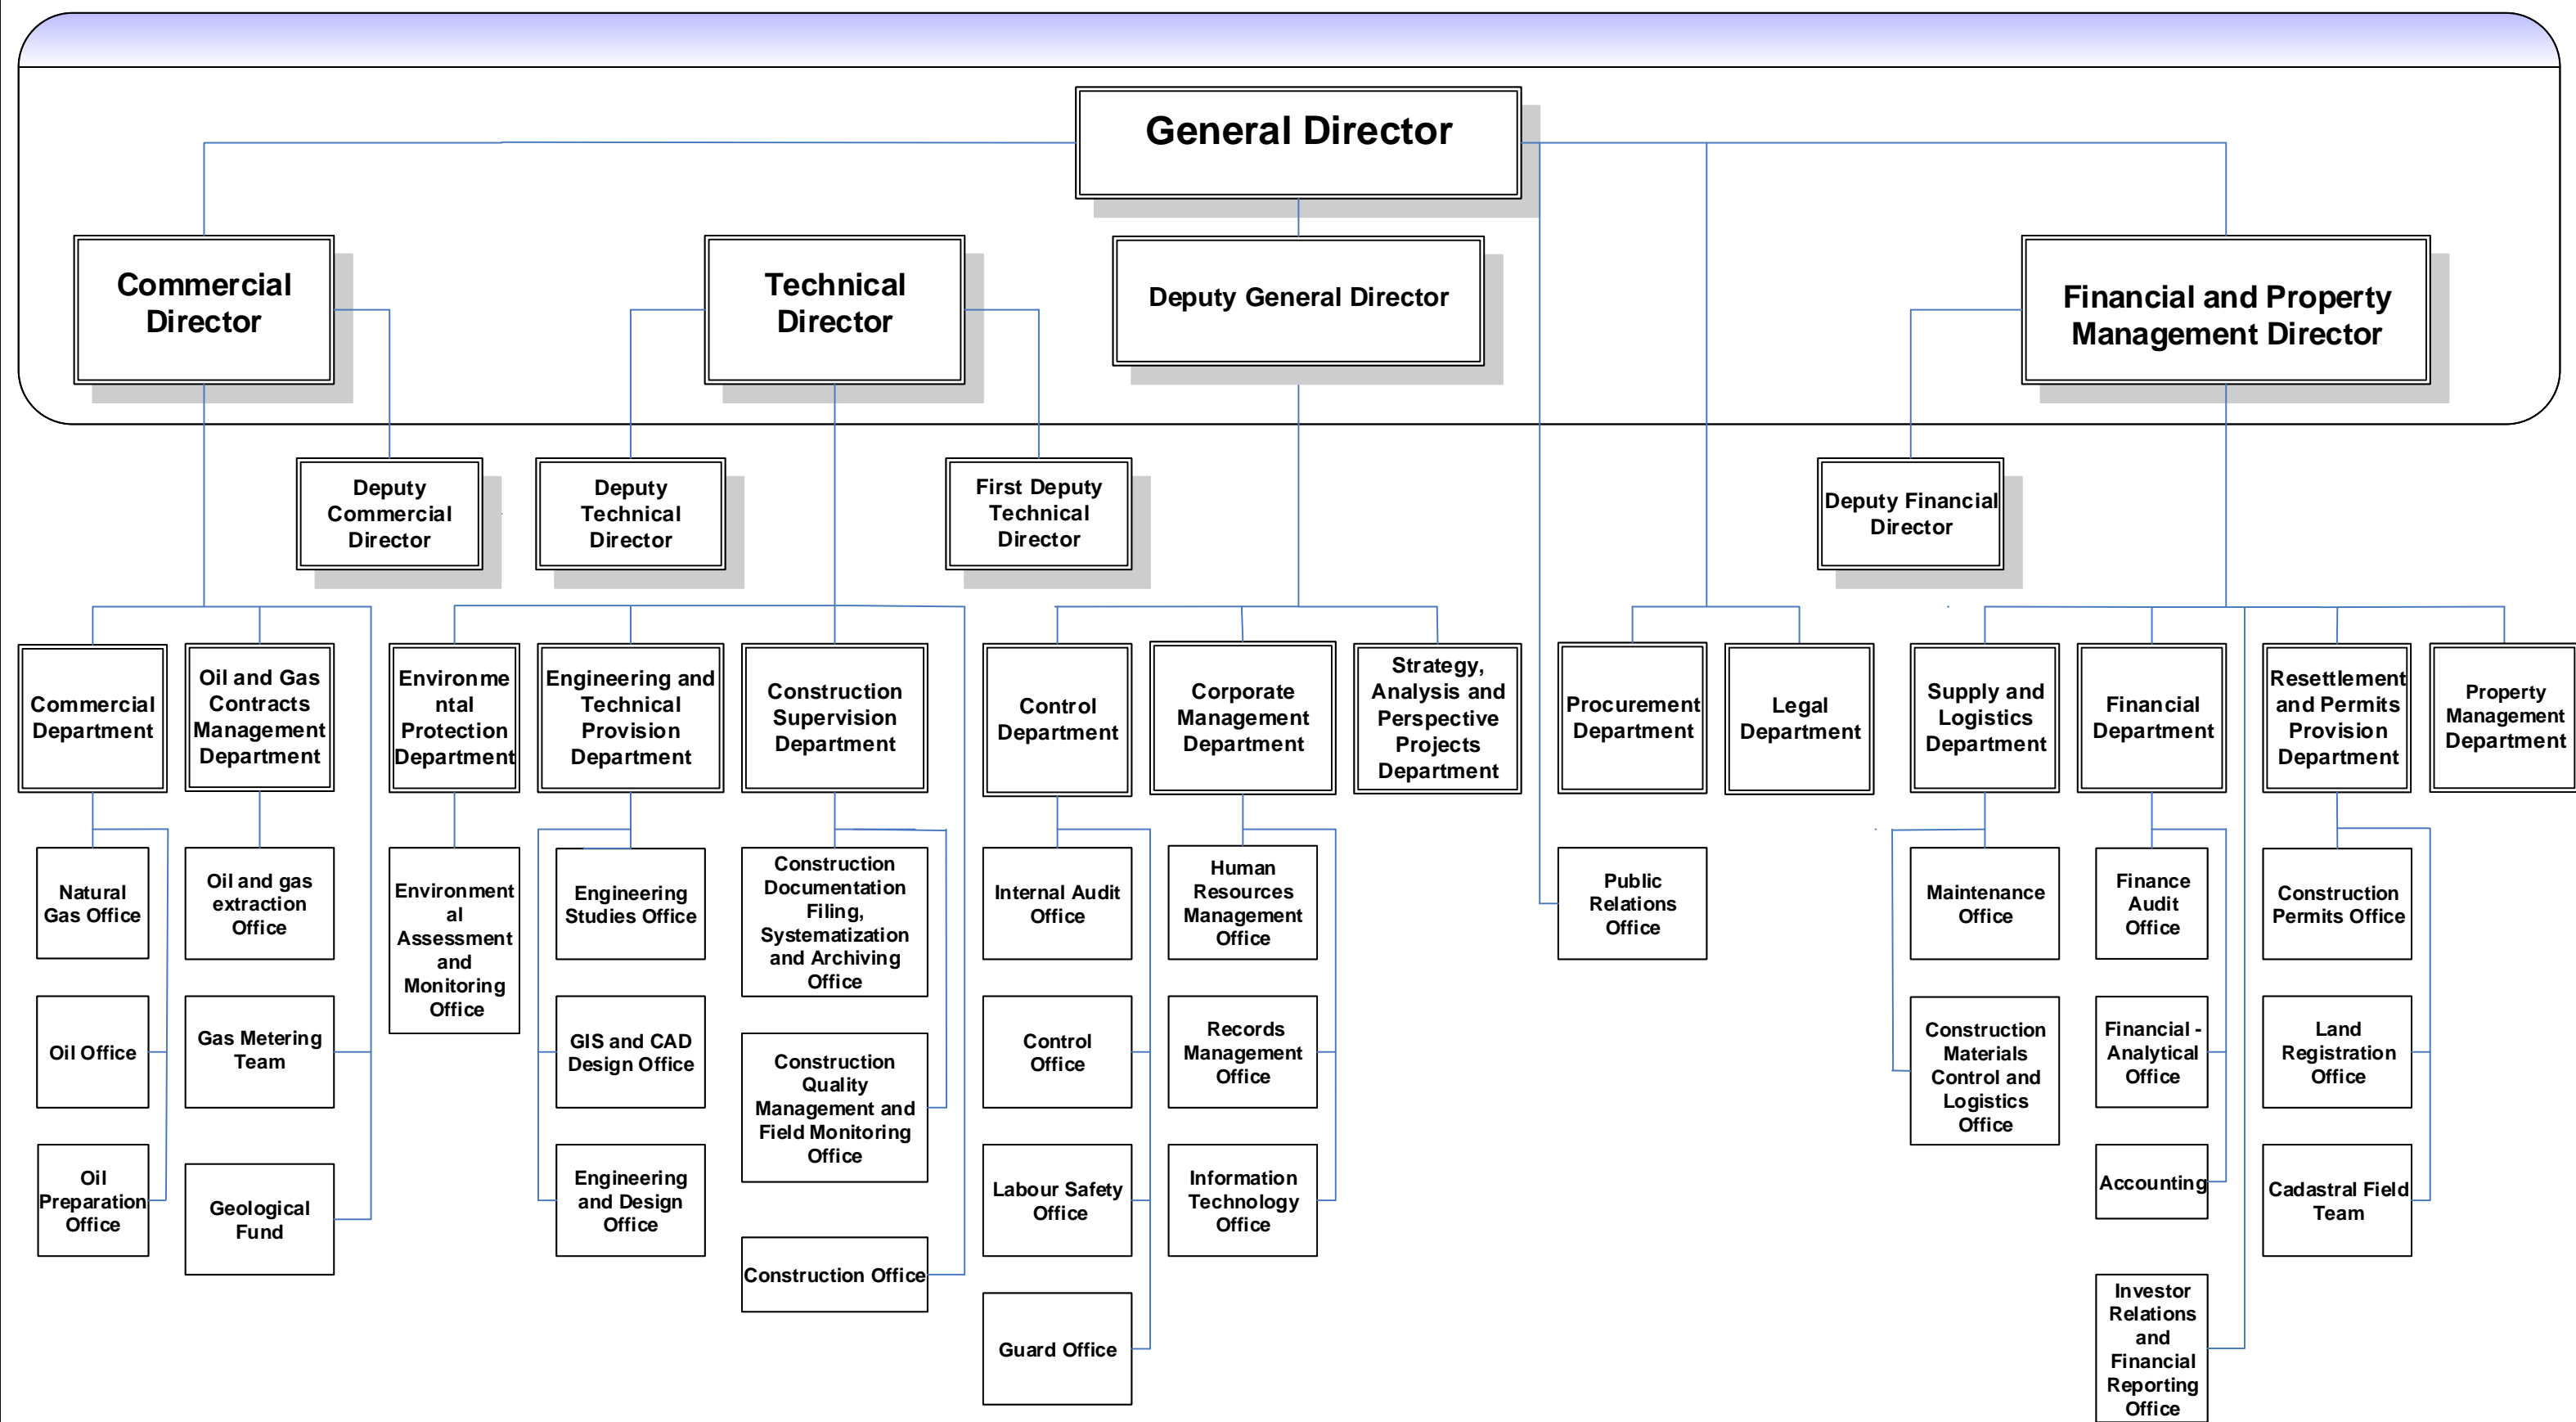 General Director
Commercial
Director
Technical
Director
Deputy General Director
Financial and Property
Management Director
Deputy
Commercial
Director
Deputy
Technical
Director
First Deputy
Technical
Director
Deputy Financial
Director
Commercial
Department
Oil and Gas
Contracts
Management
Department
Environme
ntal
Protection
Department
Engineering and
Technical
Provision
Department
Construction
Supervision
Department
Control
Department
Corporate
Management
Department
Strategy,
Analysis and
Perspective
Projects
Department
Procurement
Department
Legal
Department
Supply and
Logistics
Department
Financial
Department
Resettlement
and Permits
Provision
Department
Property
Management
Department
Natural
Gas Office
Oil and gas
extraction
Office
Environment
al
Assessment
and
Monitoring
Office
Engineering
Studies Office
Construction
Documentation
Filing,
Systematization
and Archiving
Office
Internal Audit
Office
Human
Resources
Management
Office
Public
Relations
Office
Maintenance
Office
Finance
Audit
Office
Construction
Permits Office
Oil Office
Gas Metering
Team
GIS and CAD
Design Office
Construction
Quality
Management and
Field Monitoring
Office
Control
Office
Records
Management
Office
Construction
Materials
Control and
Logistics
Office
Financial -
Analytical
Office
Land
Registration
Office
Oil
Preparation
Office
Geological
Fund
Engineering
and Design
Office
Construction Office
Labour Safety
Office
Information
Technology
Office
Accounting
Cadastral Field
Team
Guard Office
Investor
Relations
and
Financial
Reporting
Office